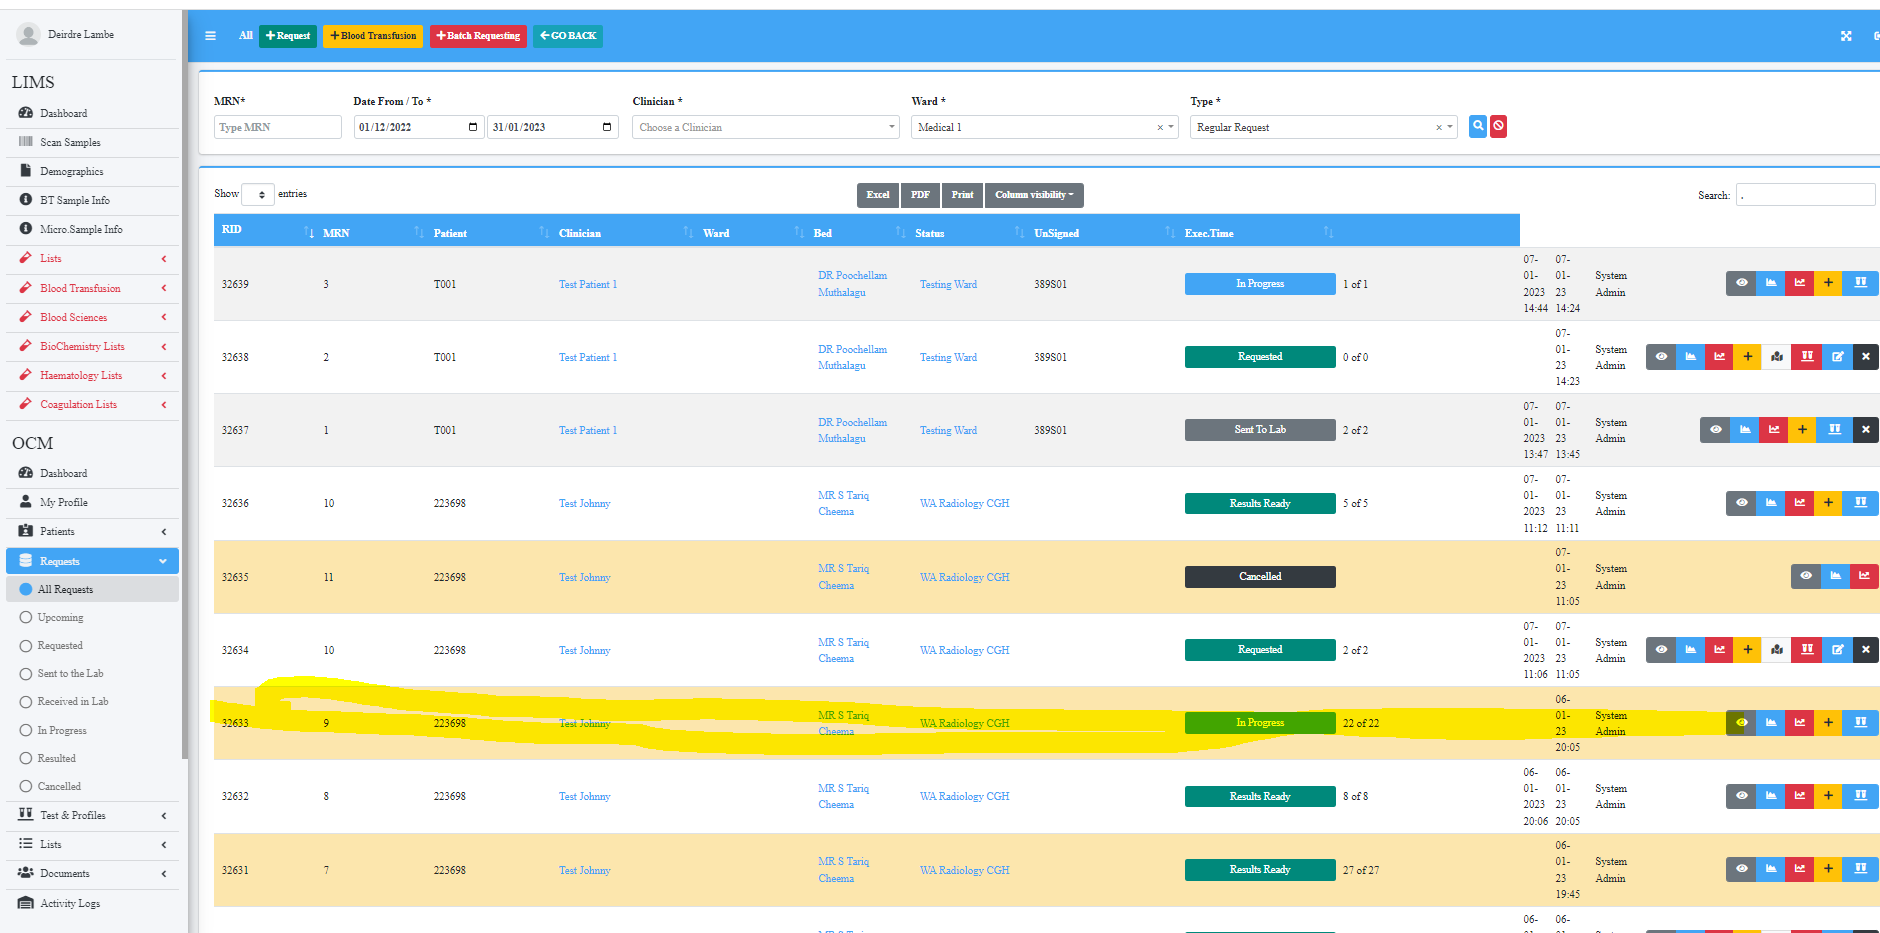 Deirdre Lambe
LIMS
Dashboard
Scan Samples
Demographics
BT Sample Info
Micro.Sample Info
Lists
Blood Transfusion
Blood Sciences
BioChemistry Lists
Haematology Lists
Coagulation Lists
OCM
Dashboard
My Profile
Patients
Requests
All Requests
Upcoming
Requested
Sent to the Lab
Received in Lab
In Progress
Resulted
Cancelled
Test & Profiles
Lists
Documents
Activity Logs
All +Request +Blood Transfusion +Batch Requesting GO BACK
MRN* Date From / To * Clinician * Ward * Type *
Type MRN 01/12/2022 31/01/2023 Choose a Clinician Medical 1 × Regular Request ×
Show entries Excel PDF Print Column visibility Search: .
RID MRN Patient Clinician Ward Bed Status UnSigned Exec.Time
32639 3 T001 Test Patient 1 DR Poochellam Muthalagu Testing Ward 389S01 In Progress 1 of 1 07-01-2023 14:44 07-01-23 14:24 System Admin
32638 2 T001 Test Patient 1 DR Poochellam Muthalagu Testing Ward 389S01 Requested 0 of 0 07-01-23 14:23 System Admin
32637 1 T001 Test Patient 1 DR Poochellam Muthalagu Testing Ward 389S01 Sent To Lab 2 of 2 07-01-2023 13:47 07-01-23 13:45 System Admin
32636 10 223698 Test Johnny MR S Tariq Cheema WA Radiology CGH Results Ready 5 of 5 07-01-2023 11:12 07-01-23 11:11 System Admin
32635 11 223698 Test Johnny MR S Tariq Cheema WA Radiology CGH Cancelled 07-01-23 11:05 System Admin
32634 10 223698 Test Johnny MR S Tariq Cheema WA Radiology CGH Requested 2 of 2 07-01-2023 11:06 07-01-23 11:05 System Admin
32633 9 223698 Test Johnny MR S Tariq Cheema WA Radiology CGH In Progress 22 of 22 06-01-23 20:05 System Admin
32632 8 223698 Test Johnny MR S Tariq Cheema WA Radiology CGH Results Ready 8 of 8 06-01-2023 20:06 06-01-23 20:05 System Admin
32631 7 223698 Test Johnny MR S Tariq Cheema WA Radiology CGH Results Ready 27 of 27 06-01-23 19:45 System Admin
06- 06-